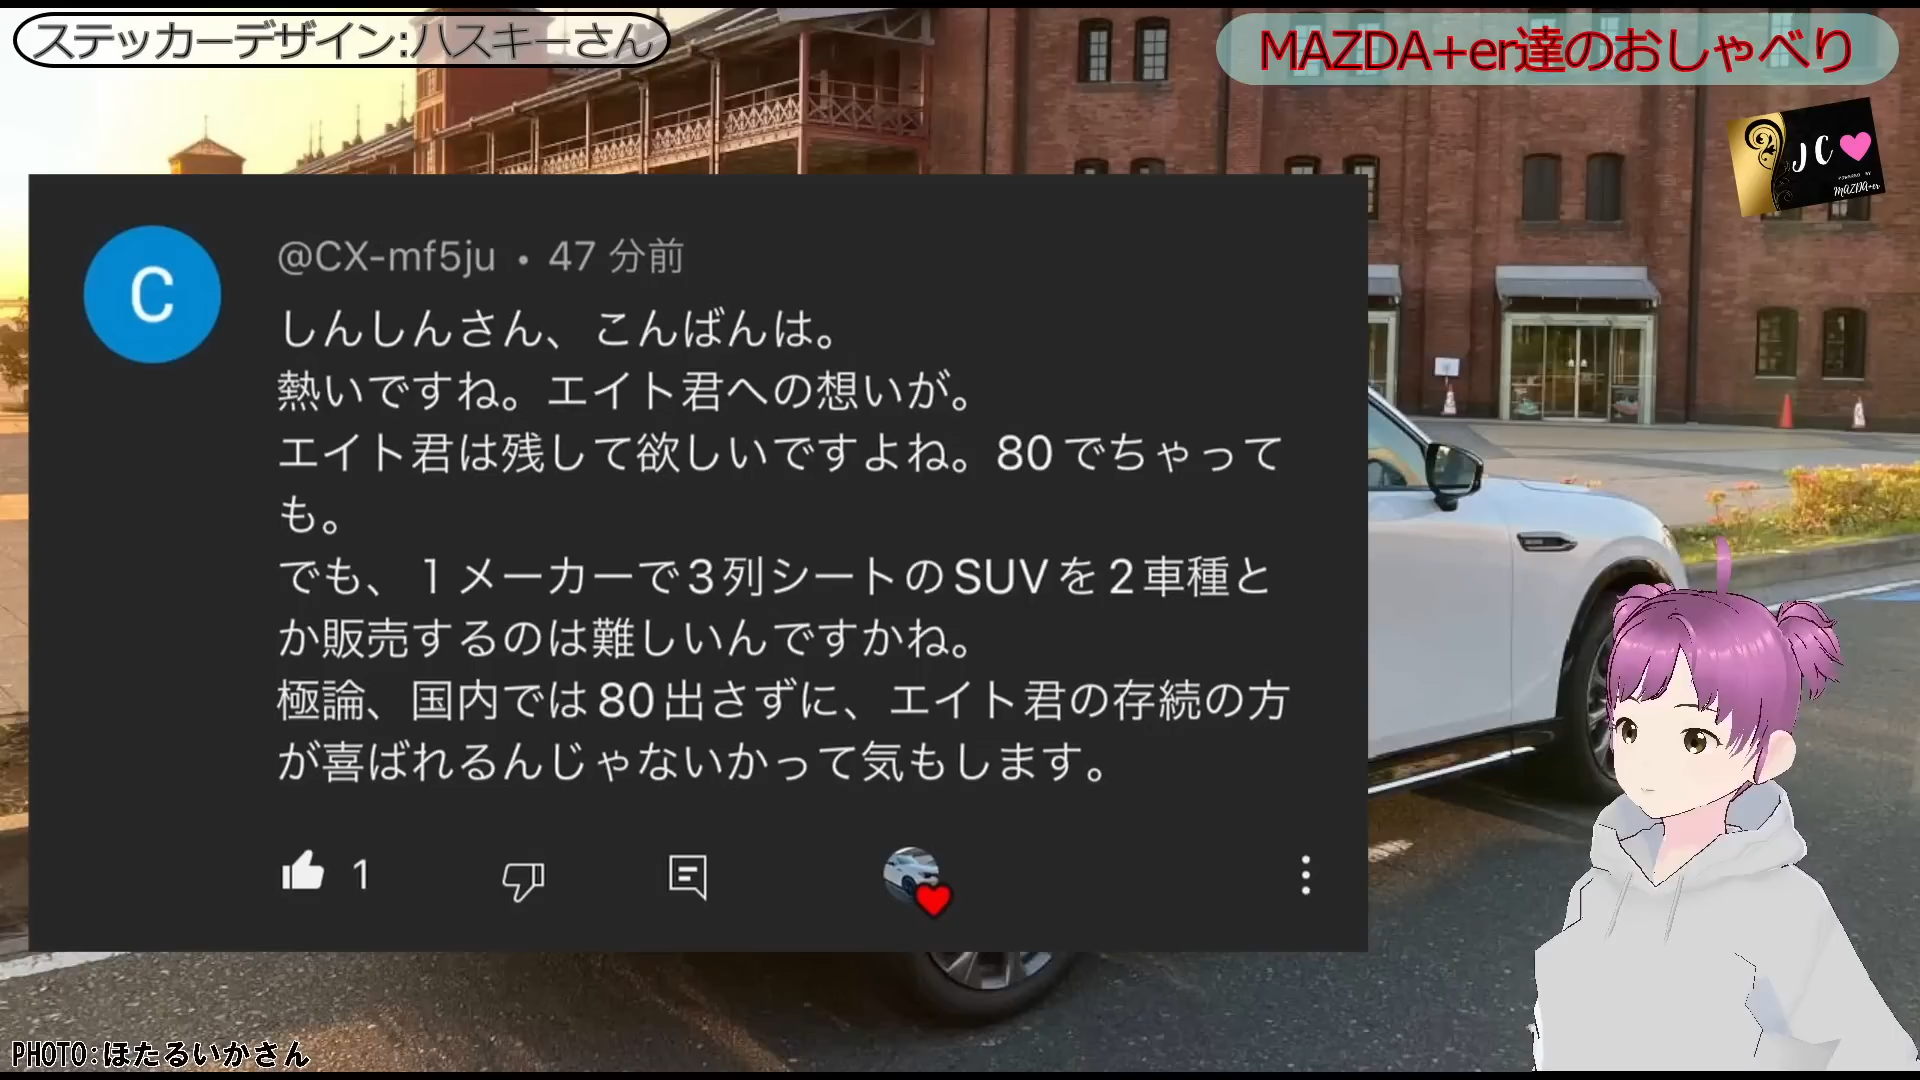 ステッカーデザイン:ハスキーさん
MAZDA+er達のおしゃべり
JC
POWERED BY
MAZDA+er
C
@CX-mf5ju・47 分前
しんしんさん、こんばんは。
熱いですね。エイト君への想いが。
エイト君は残して欲しいですよね。80でちゃって
も。
でも、１メーカーで3列シートのSUVを2車種と
か販売するのは難しいんですかね。
極論、国内では80出さずに、エイト君の存続の方
が喜ばれるんじゃないかって気もします。
1
PHOTO:ほたるいかさん